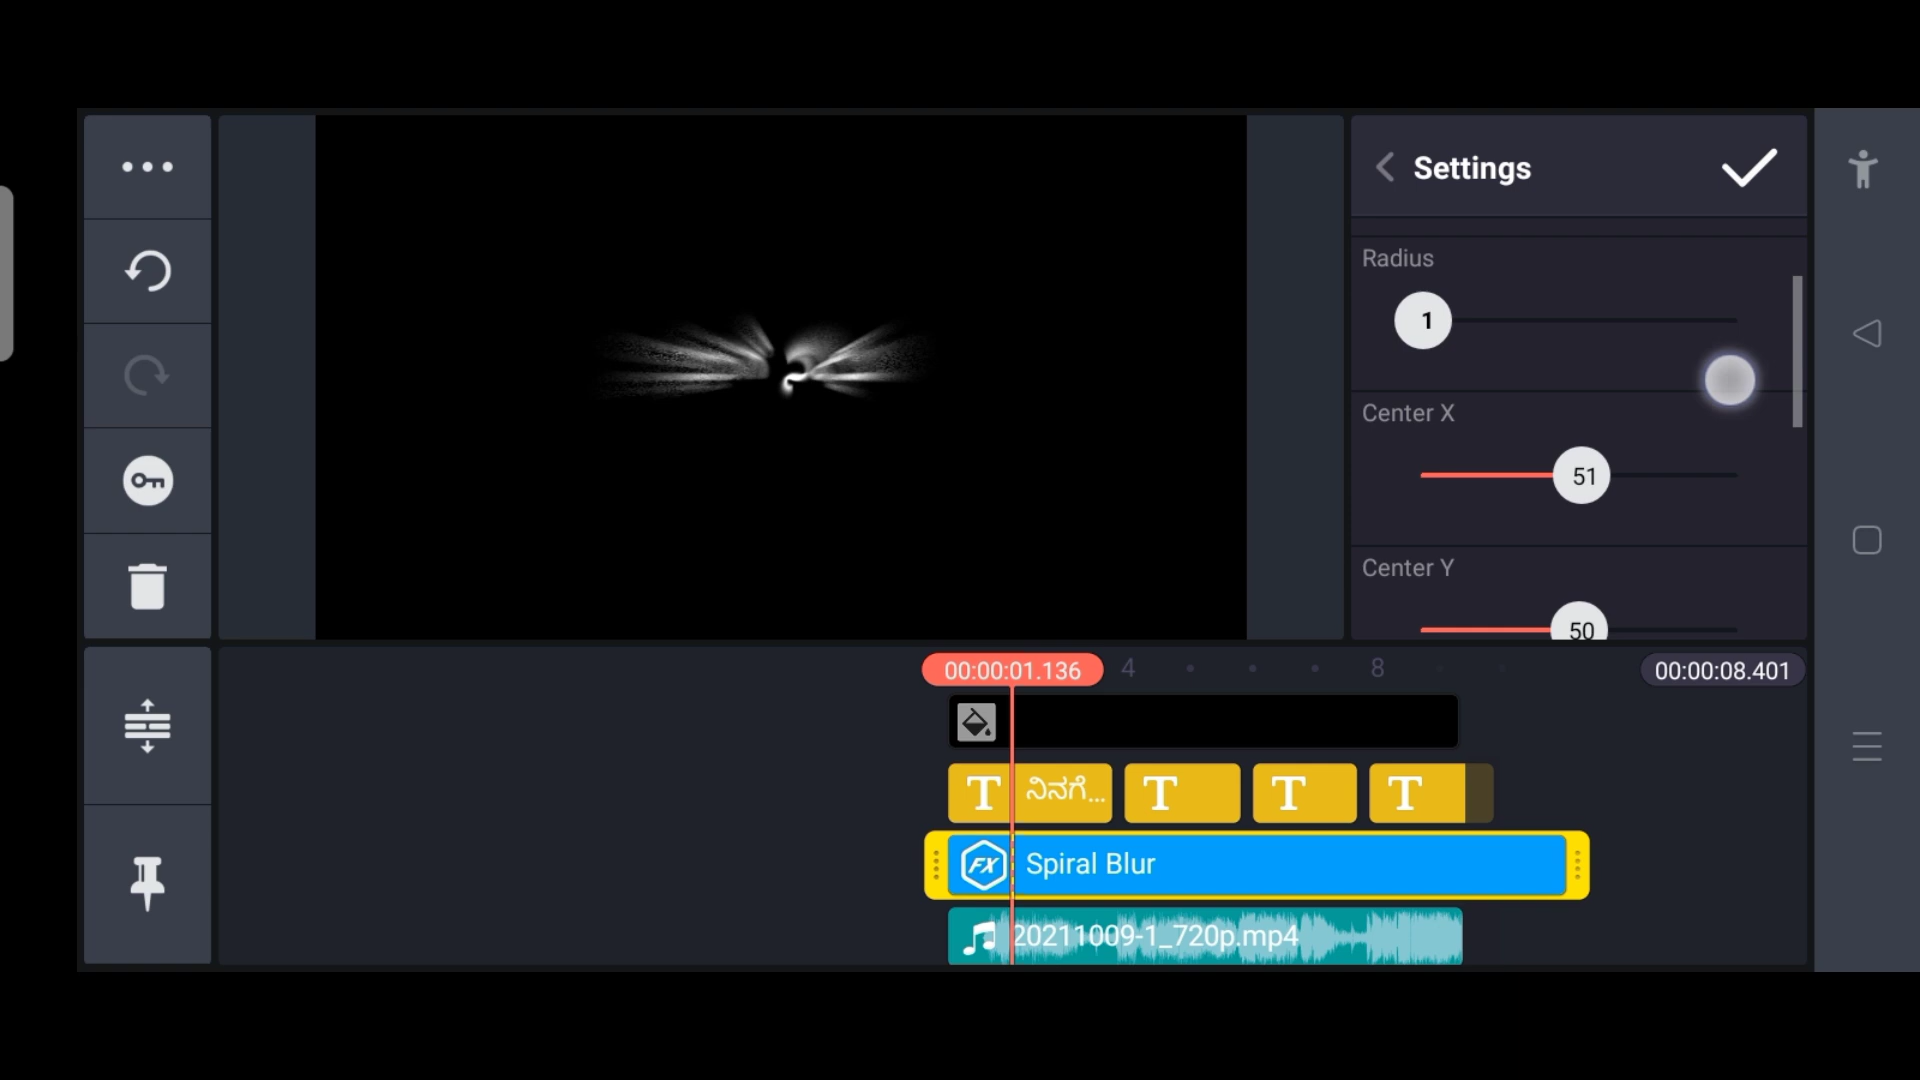 Settings
Radius
1
Center X
51
Center Y
50
00:00:01.136
4
8
00:00:08.401
T ನಿನಗೆ... T T T
FX Spiral Blur
20211009-1_720p.mp4